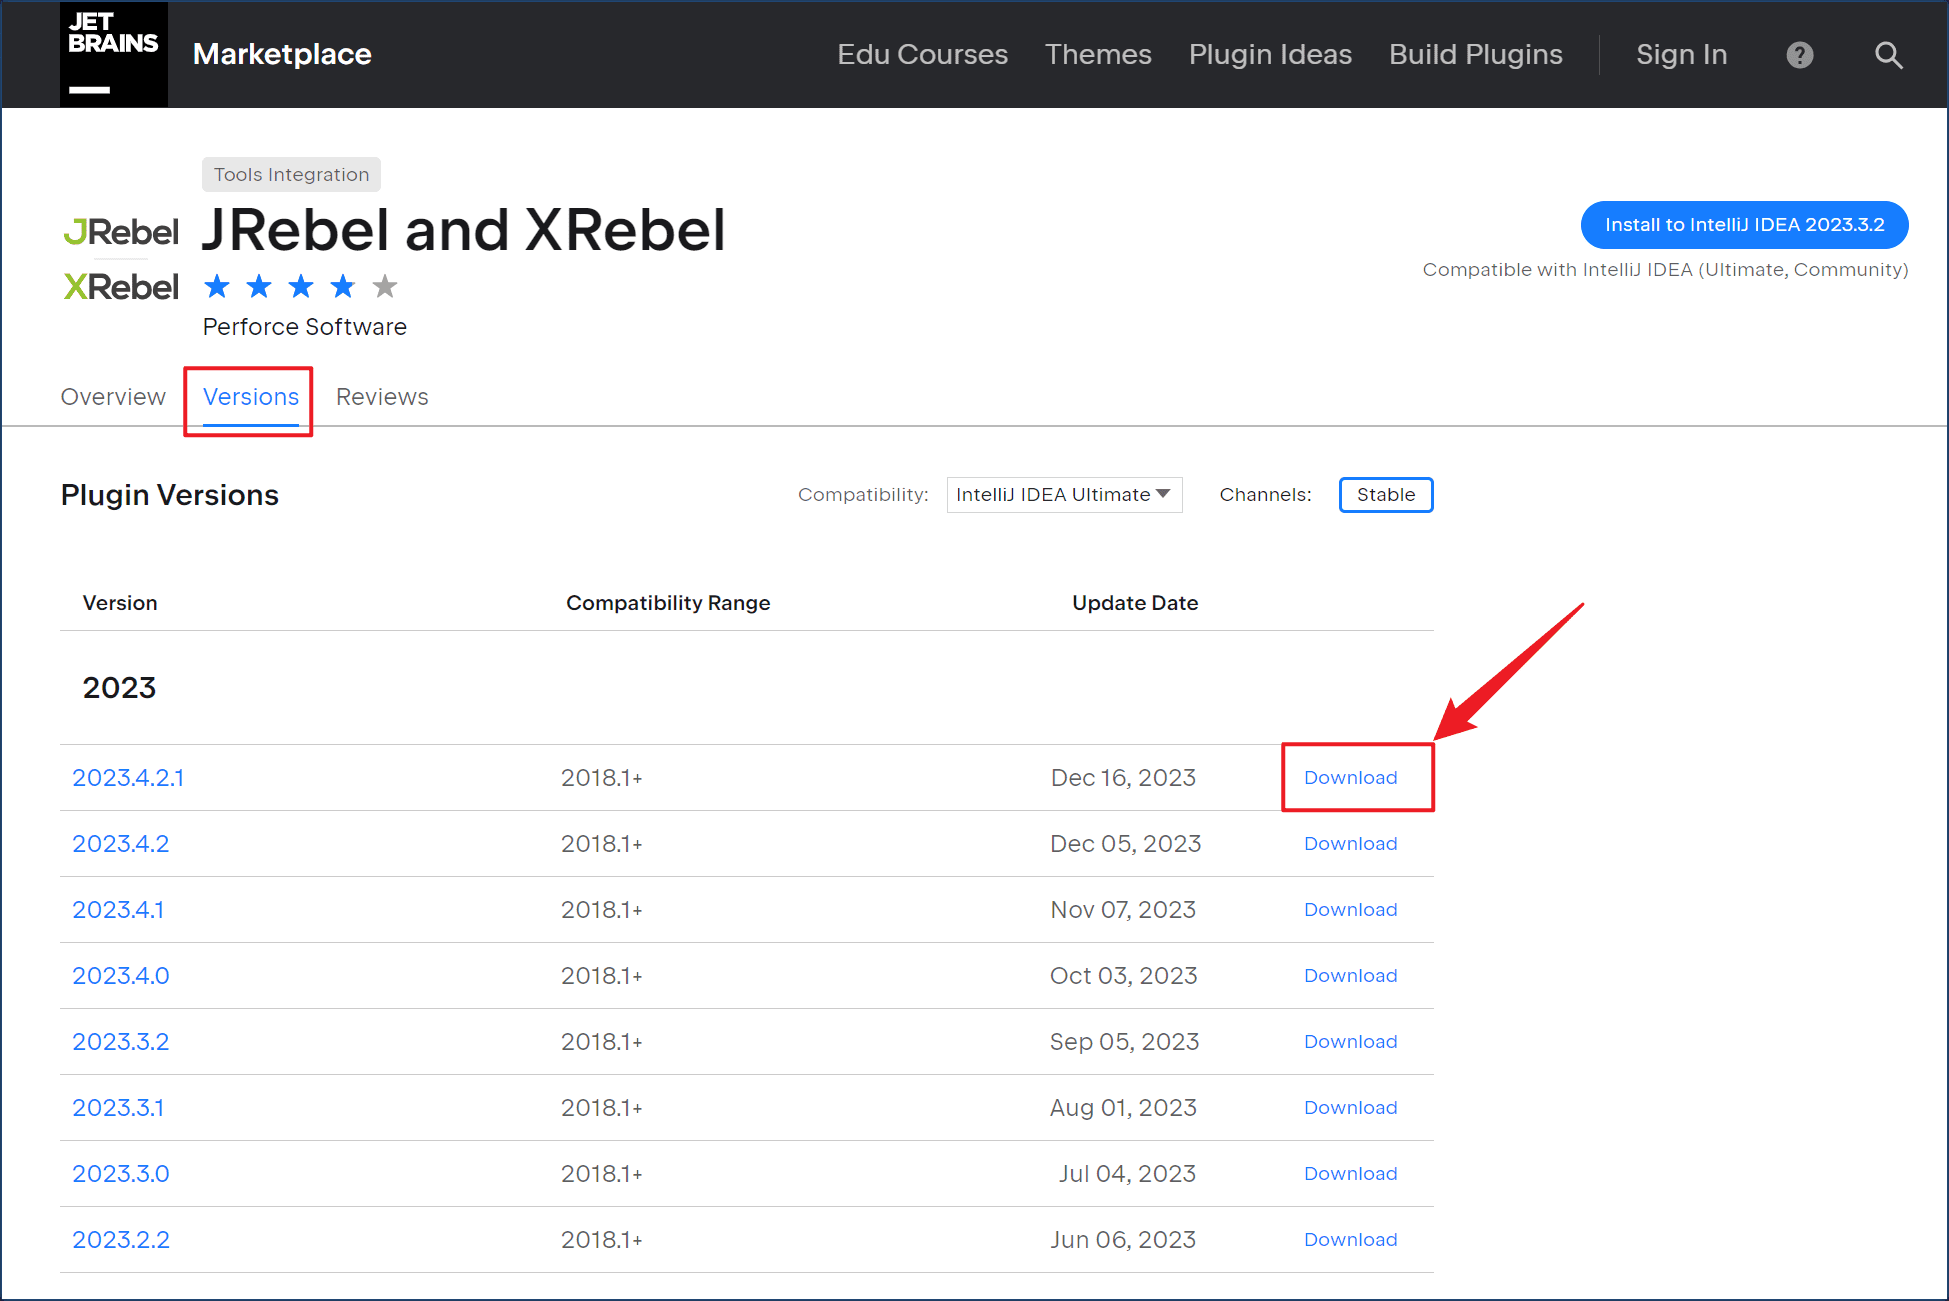 JET
BRAINS
Marketplace
Edu Courses Themes Plugin Ideas Build Plugins Sign In ?
Tools Integration
JRebel
XRebel
JRebel and XRebel
Install to IntelliJ IDEA 2023.3.2
Compatible with IntelliJ IDEA (Ultimate, Community)
Perforce Software
Overview Versions Reviews
Plugin Versions Compatibility: IntelliJ IDEA Ultimate Channels: Stable
Version Compatibility Range Update Date
2023
2023.4.2.1 2018.1+ Dec 16, 2023 Download
2023.4.2 2018.1+ Dec 05, 2023 Download
2023.4.1 2018.1+ Nov 07, 2023 Download
2023.4.0 2018.1+ Oct 03, 2023 Download
2023.3.2 2018.1+ Sep 05, 2023 Download
2023.3.1 2018.1+ Aug 01, 2023 Download
2023.3.0 2018.1+ Jul 04, 2023 Download
2023.2.2 2018.1+ Jun 06, 2023 Download